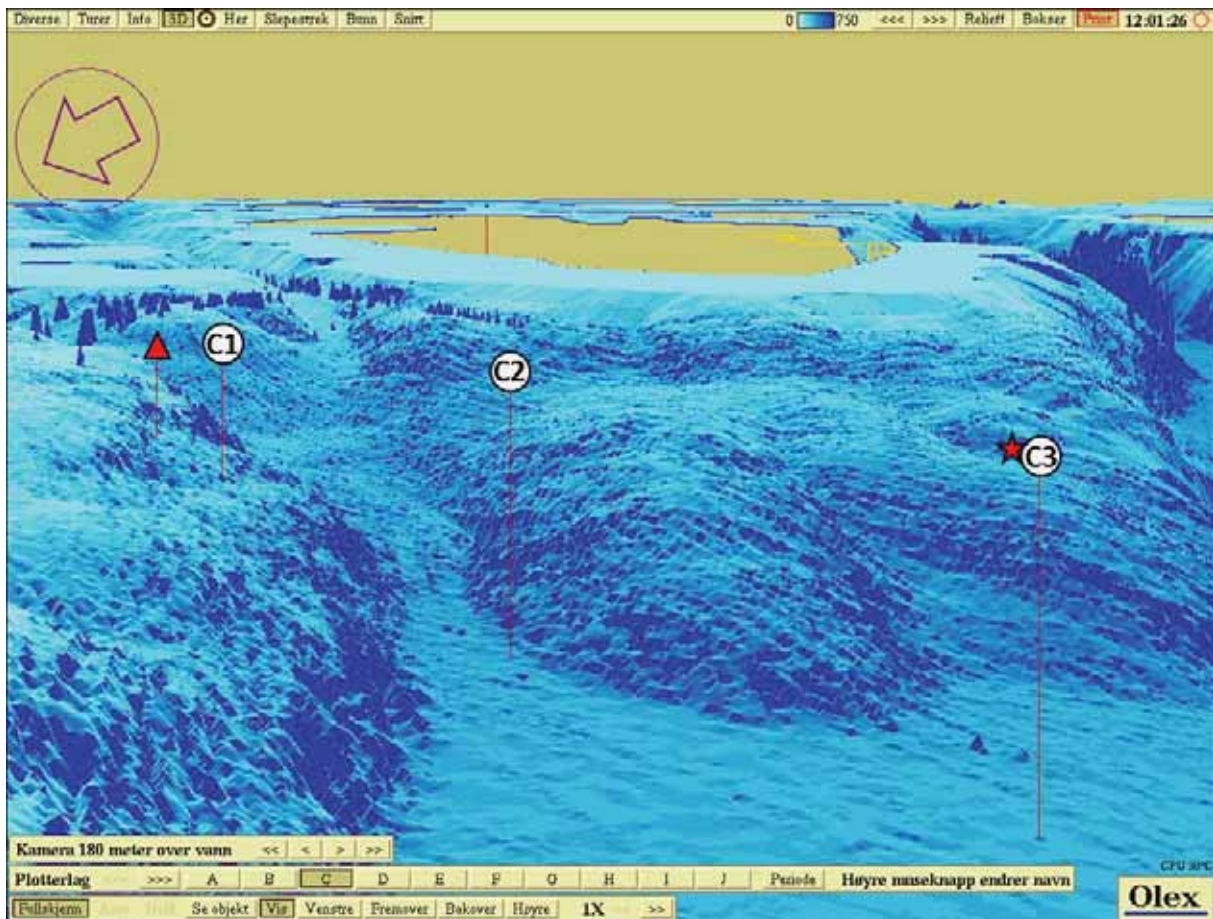 Diverse Turer Info 3D Her Slepestrek Bunn Snitt 0 750 <<< >>> Relieff Bokser 12:01:26
C1
C2
C3
Kamera 180 meter over vann << < > >>
CPU 30°C
Plotterlag >>> A B C D E F G H I J Periode Høyre museknapp endrer navn
Fullskjerm Se objekt Vis Venstre Fremover Bakover Høyre 1X >>
Olex